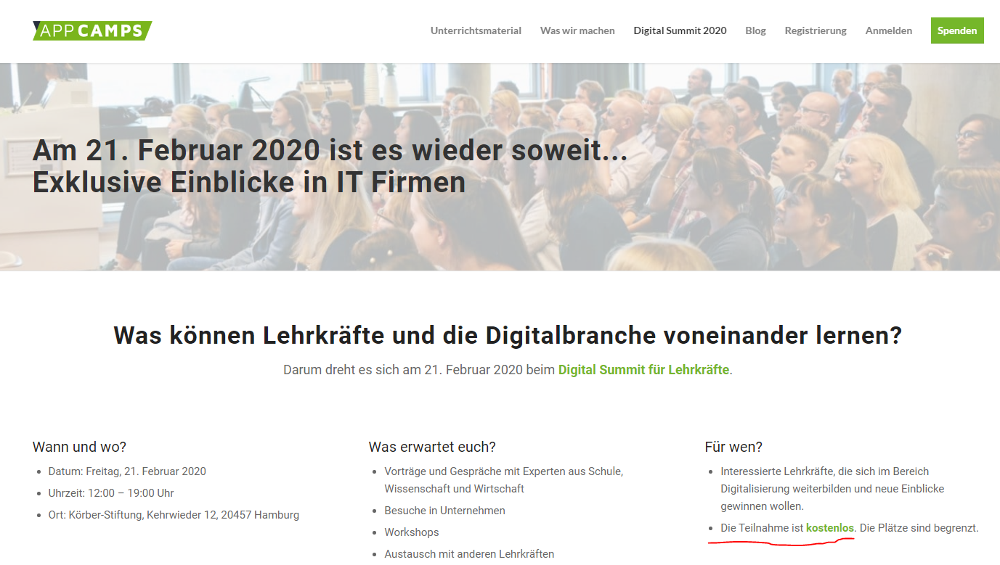 APP CAMPS
Unterrichtsmaterial Was wir machen Digital Summit 2020 Blog Registrierung Anmelden Spenden
Am 21. Februar 2020 ist es wieder soweit...
Exklusive Einblicke in IT Firmen
Was können Lehrkräfte und die Digitalbranche voneinander lernen?
Darum dreht es sich am 21. Februar 2020 beim Digital Summit für Lehrkräfte.
Wann und wo?
Datum: Freitag, 21. Februar 2020
Uhrzeit: 12:00 – 19:00 Uhr
Ort: Körber-Stiftung, Kehrwieder 12, 20457 Hamburg
Was erwartet euch?
Vorträge und Gespräche mit Experten aus Schule,
Wissenschaft und Wirtschaft
Besuche in Unternehmen
Workshops
Austausch mit anderen Lehrkräften
Für wen?
Interessierte Lehrkräfte, die sich im Bereich
Digitalisierung weiterbilden und neue Einblicke
gewinnen wollen.
Die Teilnahme ist kostenlos. Die Plätze sind begrenzt.